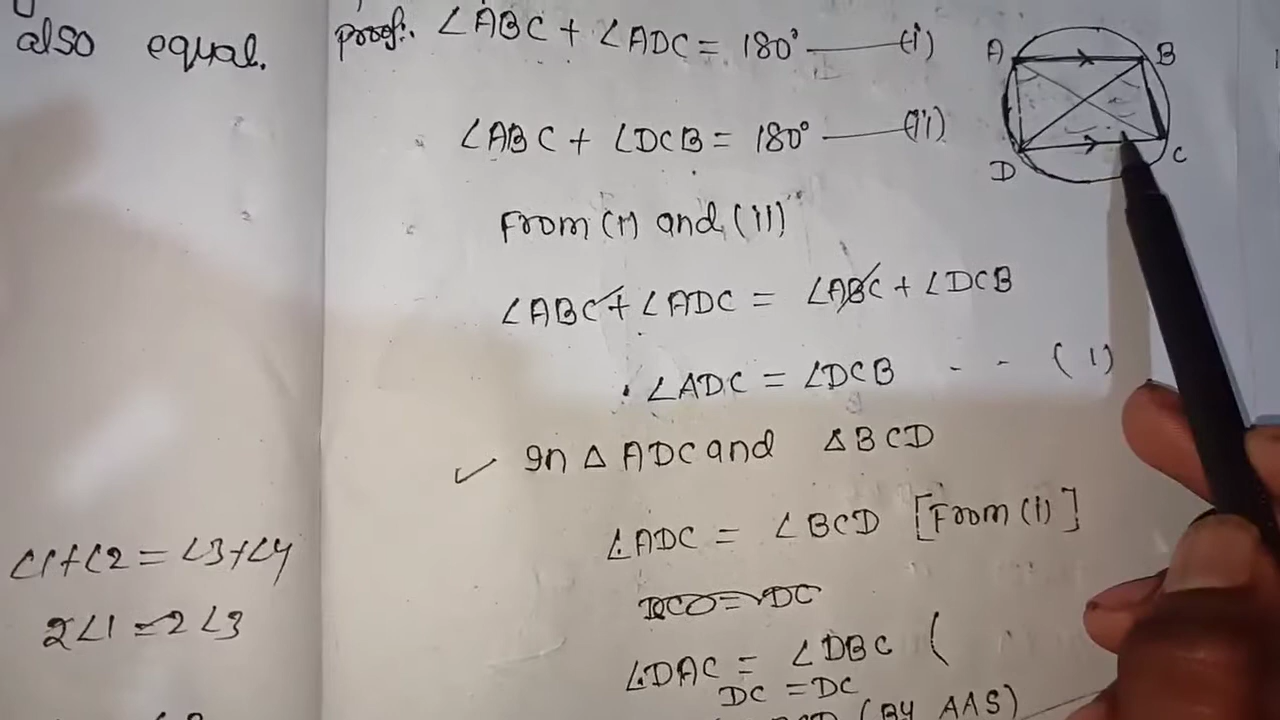 also equal.
proof:. ∠ABC + ∠ADC = 180° (i)
∠ABC + ∠DCB = 180° (ii)
From (i) and (ii)
∠ABC + ∠ADC = ∠ABC + ∠DCB
∠ADC = ∠DCB - - (1)
In △ ADC and △BCD
∠ADC = ∠BCD [From (i)]
DC = DC
∠DAC = ∠DBC (
DC = DC
(By AAS)
A
B
D
C
∠1+∠2 = ∠3+∠4
2∠1 = 2∠3